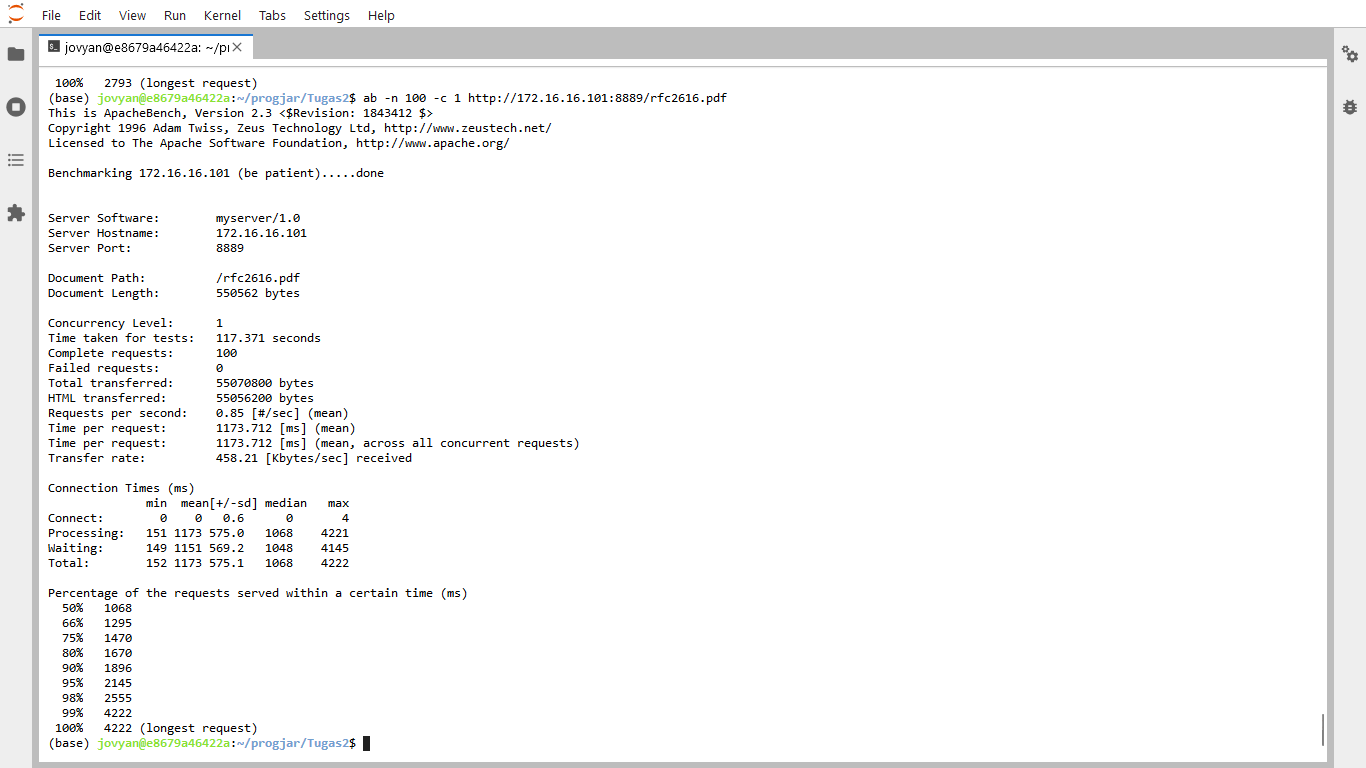 File Edit View Run Kernel Tabs Settings Help
jovyan@e8679a46422a: ~/pr
100% 2793 (longest request)
(base) jovyan@e8679a46422a:~/progjar/Tugas2$ ab -n 100 -c 1 http://172.16.16.101:8889/rfc2616.pdf
This is ApacheBench, Version 2.3 <$Revision: 1843412 $>
Copyright 1996 Adam Twiss, Zeus Technology Ltd, http://www.zeustech.net/
Licensed to The Apache Software Foundation, http://www.apache.org/
Benchmarking 172.16.16.101 (be patient).....done
Server Software: myserver/1.0
Server Hostname: 172.16.16.101
Server Port: 8889
Document Path: /rfc2616.pdf
Document Length: 550562 bytes
Concurrency Level: 1
Time taken for tests: 117.371 seconds
Complete requests: 100
Failed requests: 0
Total transferred: 55070800 bytes
HTML transferred: 55056200 bytes
Requests per second: 0.85 [#/sec] (mean)
Time per request: 1173.712 [ms] (mean)
Time per request: 1173.712 [ms] (mean, across all concurrent requests)
Transfer rate: 458.21 [Kbytes/sec] received
Connection Times (ms)
min mean[+/-sd] median max
Connect: 0 0 0.6 0 4
Processing: 151 1173 575.0 1068 4221
Waiting: 149 1151 569.2 1048 4145
Total: 152 1173 575.1 1068 4222
Percentage of the requests served within a certain time (ms)
50% 1068
66% 1295
75% 1470
80% 1670
90% 1896
95% 2145
98% 2555
99% 4222
100% 4222 (longest request)
(base) jovyan@e8679a46422a:~/progjar/Tugas2$